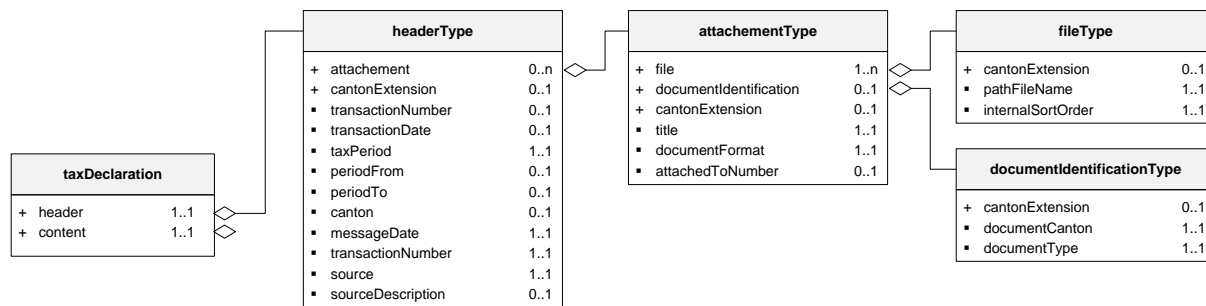 taxDeclaration
+ header 1..1
+ content 1..1
headerType
+ attachement 0..n
+ cantonExtension 0..1
▪ transactionNumber 0..1
▪ transactionDate 0..1
▪ taxPeriod 1..1
▪ periodFrom 0..1
▪ periodTo 0..1
▪ canton 0..1
▪ messageDate 1..1
▪ transactionNumber 1..1
▪ source 1..1
▪ sourceDescription 0..1
attachementType
+ file 1..n
+ documentIdentification 0..1
+ cantonExtension 0..1
▪ title 1..1
▪ documentFormat 1..1
▪ attachedToNumber 0..1
fileType
+ cantonExtension 0..1
▪ pathFileName 1..1
▪ internalSortOrder 1..1
documentIdentificationType
+ cantonExtension 0..1
▪ documentCanton 1..1
▪ documentType 1..1